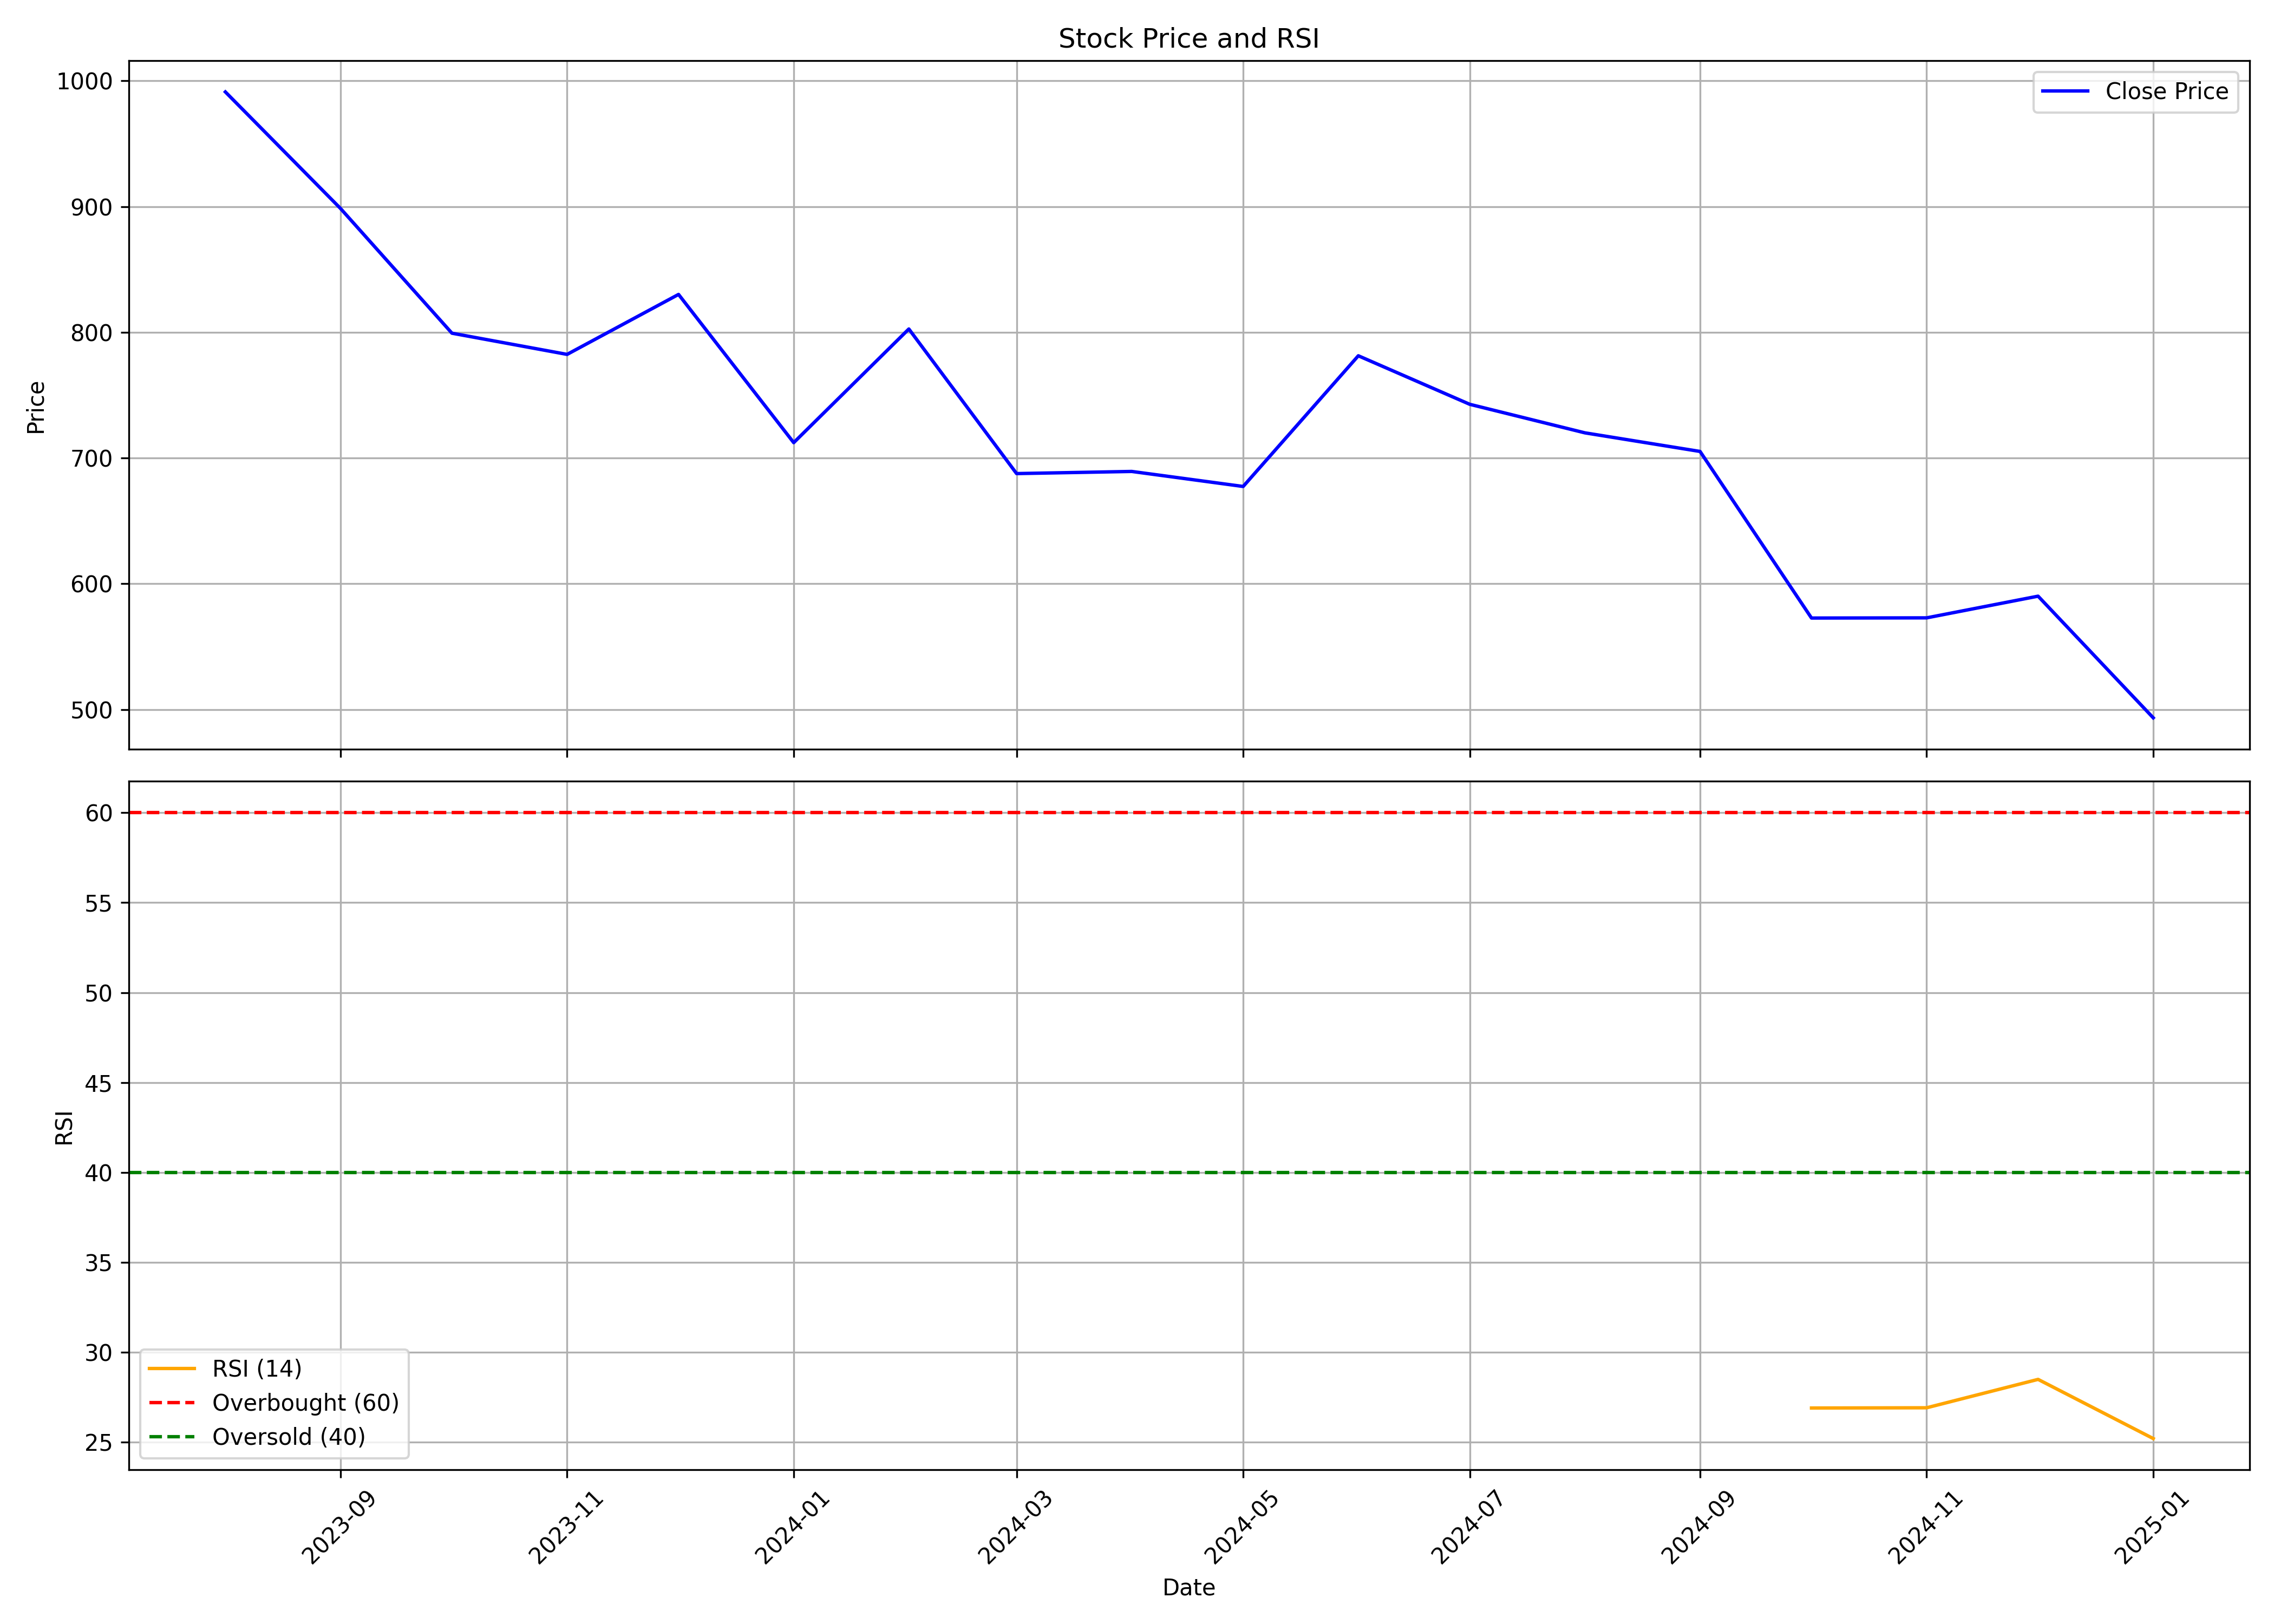 Stock Price and RSI
Close Price
Price
1000
900
800
700
600
500
RSI
60
55
50
45
40
35
30
25
RSI (14)
Overbought (60)
Oversold (40)
2023-09
2023-11
2024-01
2024-03
2024-05
2024-07
2024-09
2024-11
2025-01
Date